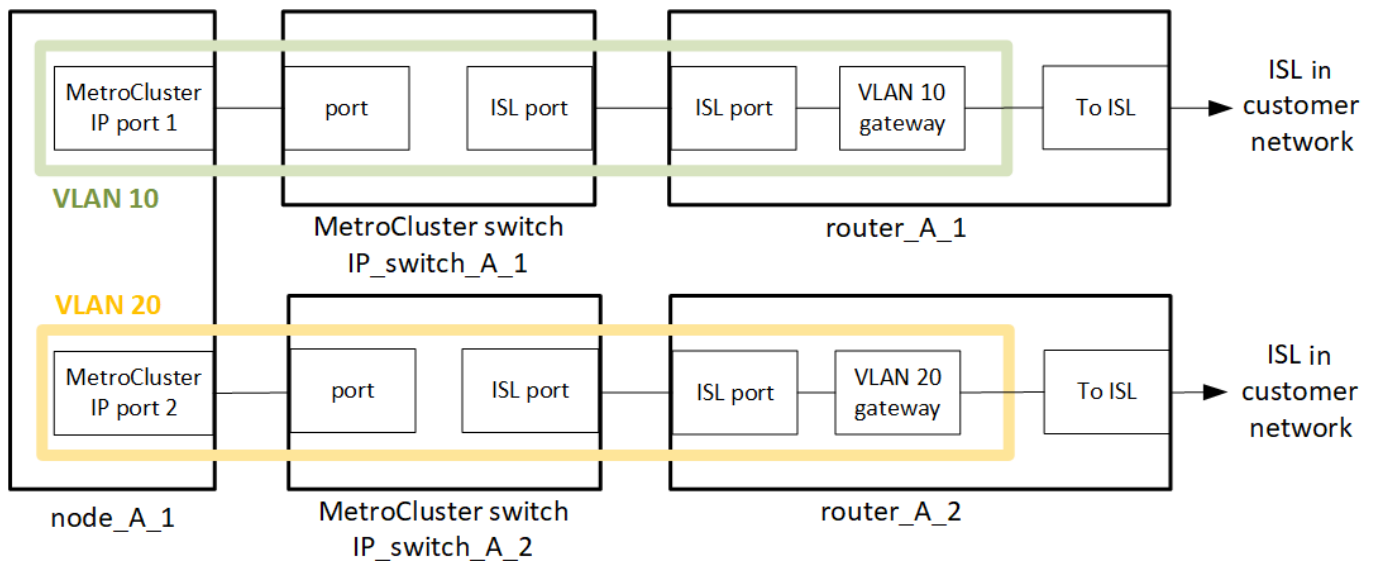 MetroCluster
IP port 1
port
ISL port
ISL port
VLAN 10
gateway
To ISL
ISL in
customer
network
VLAN 10
MetroCluster switch
IP_switch_A_1
router_A_1
VLAN 20
MetroCluster
IP port 2
port
ISL port
ISL port
VLAN 20
gateway
To ISL
ISL in
customer
network
node_A_1
MetroCluster switch
IP_switch_A_2
router_A_2